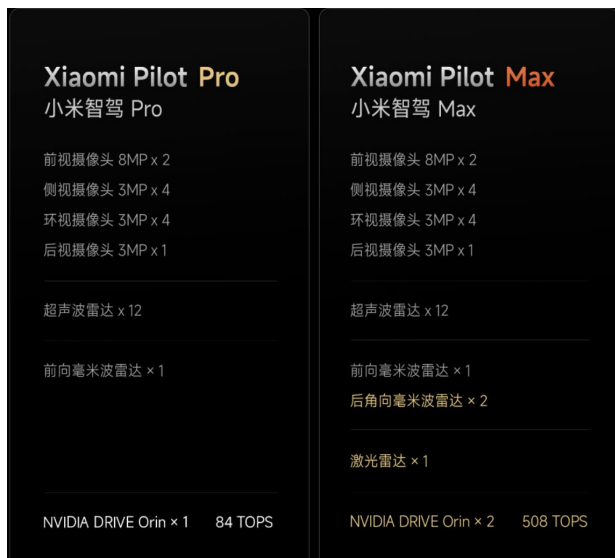 Xiaomi Pilot Pro
小米智驾 Pro
前视摄像头 8MP x 2
侧视摄像头 3MP x 4
环视摄像头 3MP x 4
后视摄像头 3MP x 1
超声波雷达 x 12
前向毫米波雷达 × 1
NVIDIA DRIVE Orin × 1 84 TOPS
Xiaomi Pilot Max
小米智驾 Max
前视摄像头 8MP x 2
侧视摄像头 3MP x 4
环视摄像头 3MP x 4
后视摄像头 3MP x 1
超声波雷达 x 12
前向毫米波雷达 × 1
后角向毫米波雷达 × 2
激光雷达 × 1
NVIDIA DRIVE Orin × 2 508 TOPS